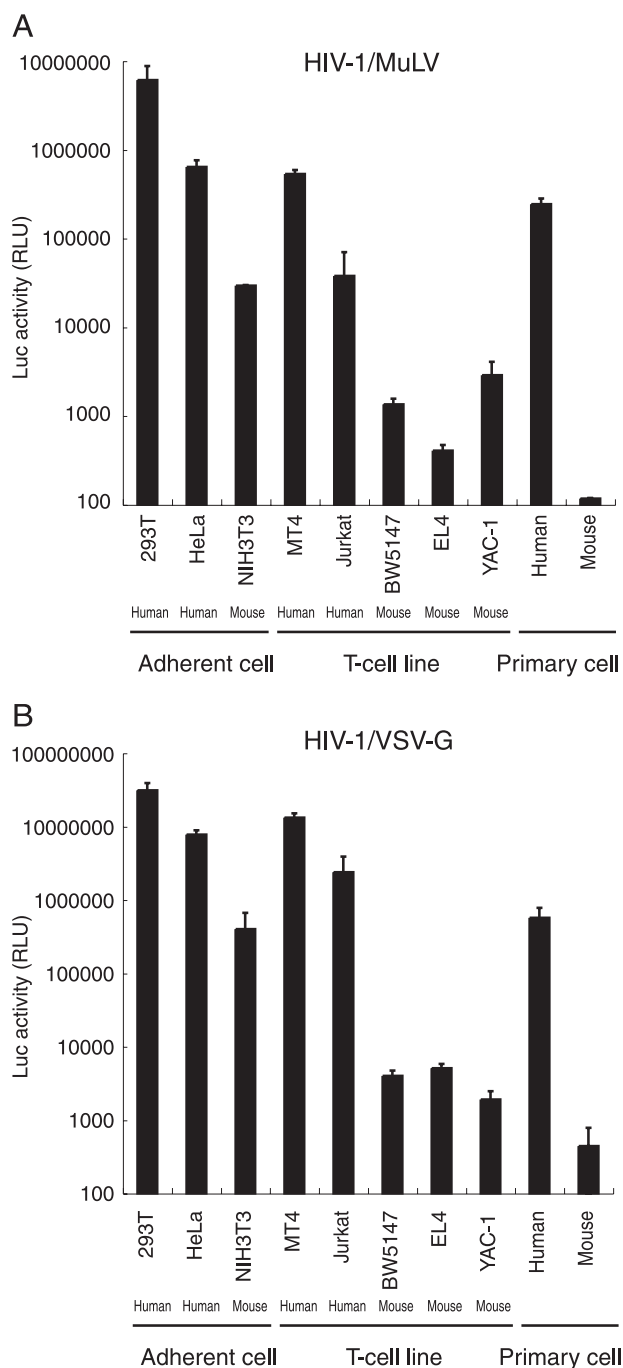 A
HIV-1/MuLV
Luc activity (RLU)
10000000
1000000
100000
10000
1000
100
293T
HeLa
NIH3T3
MT4
Jurkat
BW5147
EL4
YAC-1
Human
Mouse
Human Human Mouse Human Human Mouse Mouse Mouse
Adherent cell T-cell line Primary cell
B
HIV-1/VSV-G
Luc activity (RLU)
100000000
10000000
1000000
100000
10000
1000
100
293T
HeLa
NIH3T3
MT4
Jurkat
BW5147
EL4
YAC-1
Human
Mouse
Human Human Mouse Human Human Mouse Mouse Mouse
Adherent cell T-cell line Primary cell